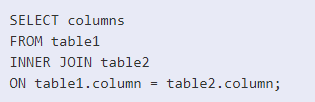 SELECT columns
FROM table1
INNER JOIN table2
ON table1.column = table2.column;